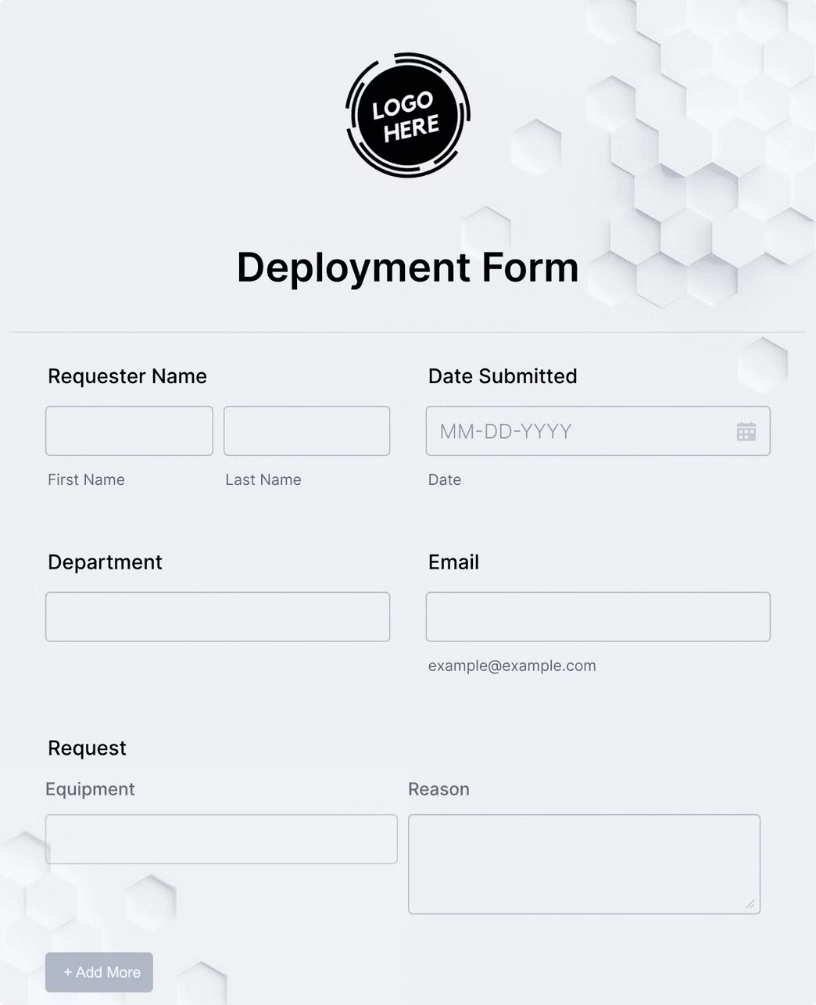 LOGO
HERE
Deployment Form
Requester Name
Date Submitted
MM-DD-YYYY
First Name
Last Name
Date
Department
Email
example@example.com
Request
Equipment
Reason
+ Add More